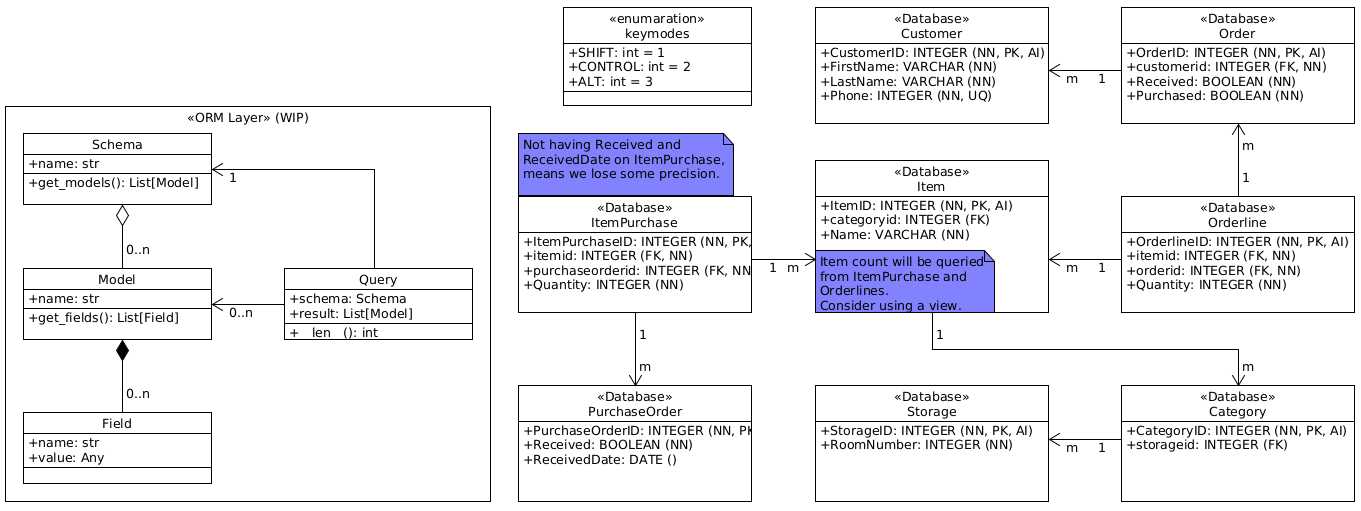 «ORM Layer» (WIP)
Schema
+name: str
+get_models(): List[Model]
1
0..n
Model
+name: str
+get_fields(): List[Field]
0..n
Query
+schema: Schema
+result: List[Model]
+__len__(): int
0..n
Field
+name: str
+value: Any
«enumaration»
keymodes
+SHIFT: int = 1
+CONTROL: int = 2
+ALT: int = 3
«Database»
Customer
+CustomerID: INTEGER (NN, PK, AI)
+FirstName: VARCHAR (NN)
+LastName: VARCHAR (NN)
+Phone: INTEGER (NN, UQ)
m 1
«Database»
Order
+OrderID: INTEGER (NN, PK, AI)
+customerid: INTEGER (FK, NN)
+Received: BOOLEAN (NN)
+Purchased: BOOLEAN (NN)
m
1
Not having Received and
ReceivedDate on ItemPurchase,
means we lose some precision.
«Database»
ItemPurchase
+ItemPurchaseID: INTEGER (NN, PK,
+itemid: INTEGER (FK, NN)
+purchaseorderid: INTEGER (FK, NN
+Quantity: INTEGER (NN)
1 m
«Database»
Item
+ItemID: INTEGER (NN, PK, AI)
+categoryid: INTEGER (FK)
+Name: VARCHAR (NN)
Item count will be queried
from ItemPurchase and
Orderlines.
Consider using a view.
m 1
«Database»
Orderline
+OrderlineID: INTEGER (NN, PK, AI)
+itemid: INTEGER (FK, NN)
+orderid: INTEGER (FK, NN)
+Quantity: INTEGER (NN)
1
m
1
m
«Database»
PurchaseOrder
+PurchaseOrderID: INTEGER (NN, PK
+Received: BOOLEAN (NN)
+ReceivedDate: DATE ()
«Database»
Storage
+StorageID: INTEGER (NN, PK, AI)
+RoomNumber: INTEGER (NN)
m 1
«Database»
Category
+CategoryID: INTEGER (NN, PK, AI)
+storageid: INTEGER (FK)